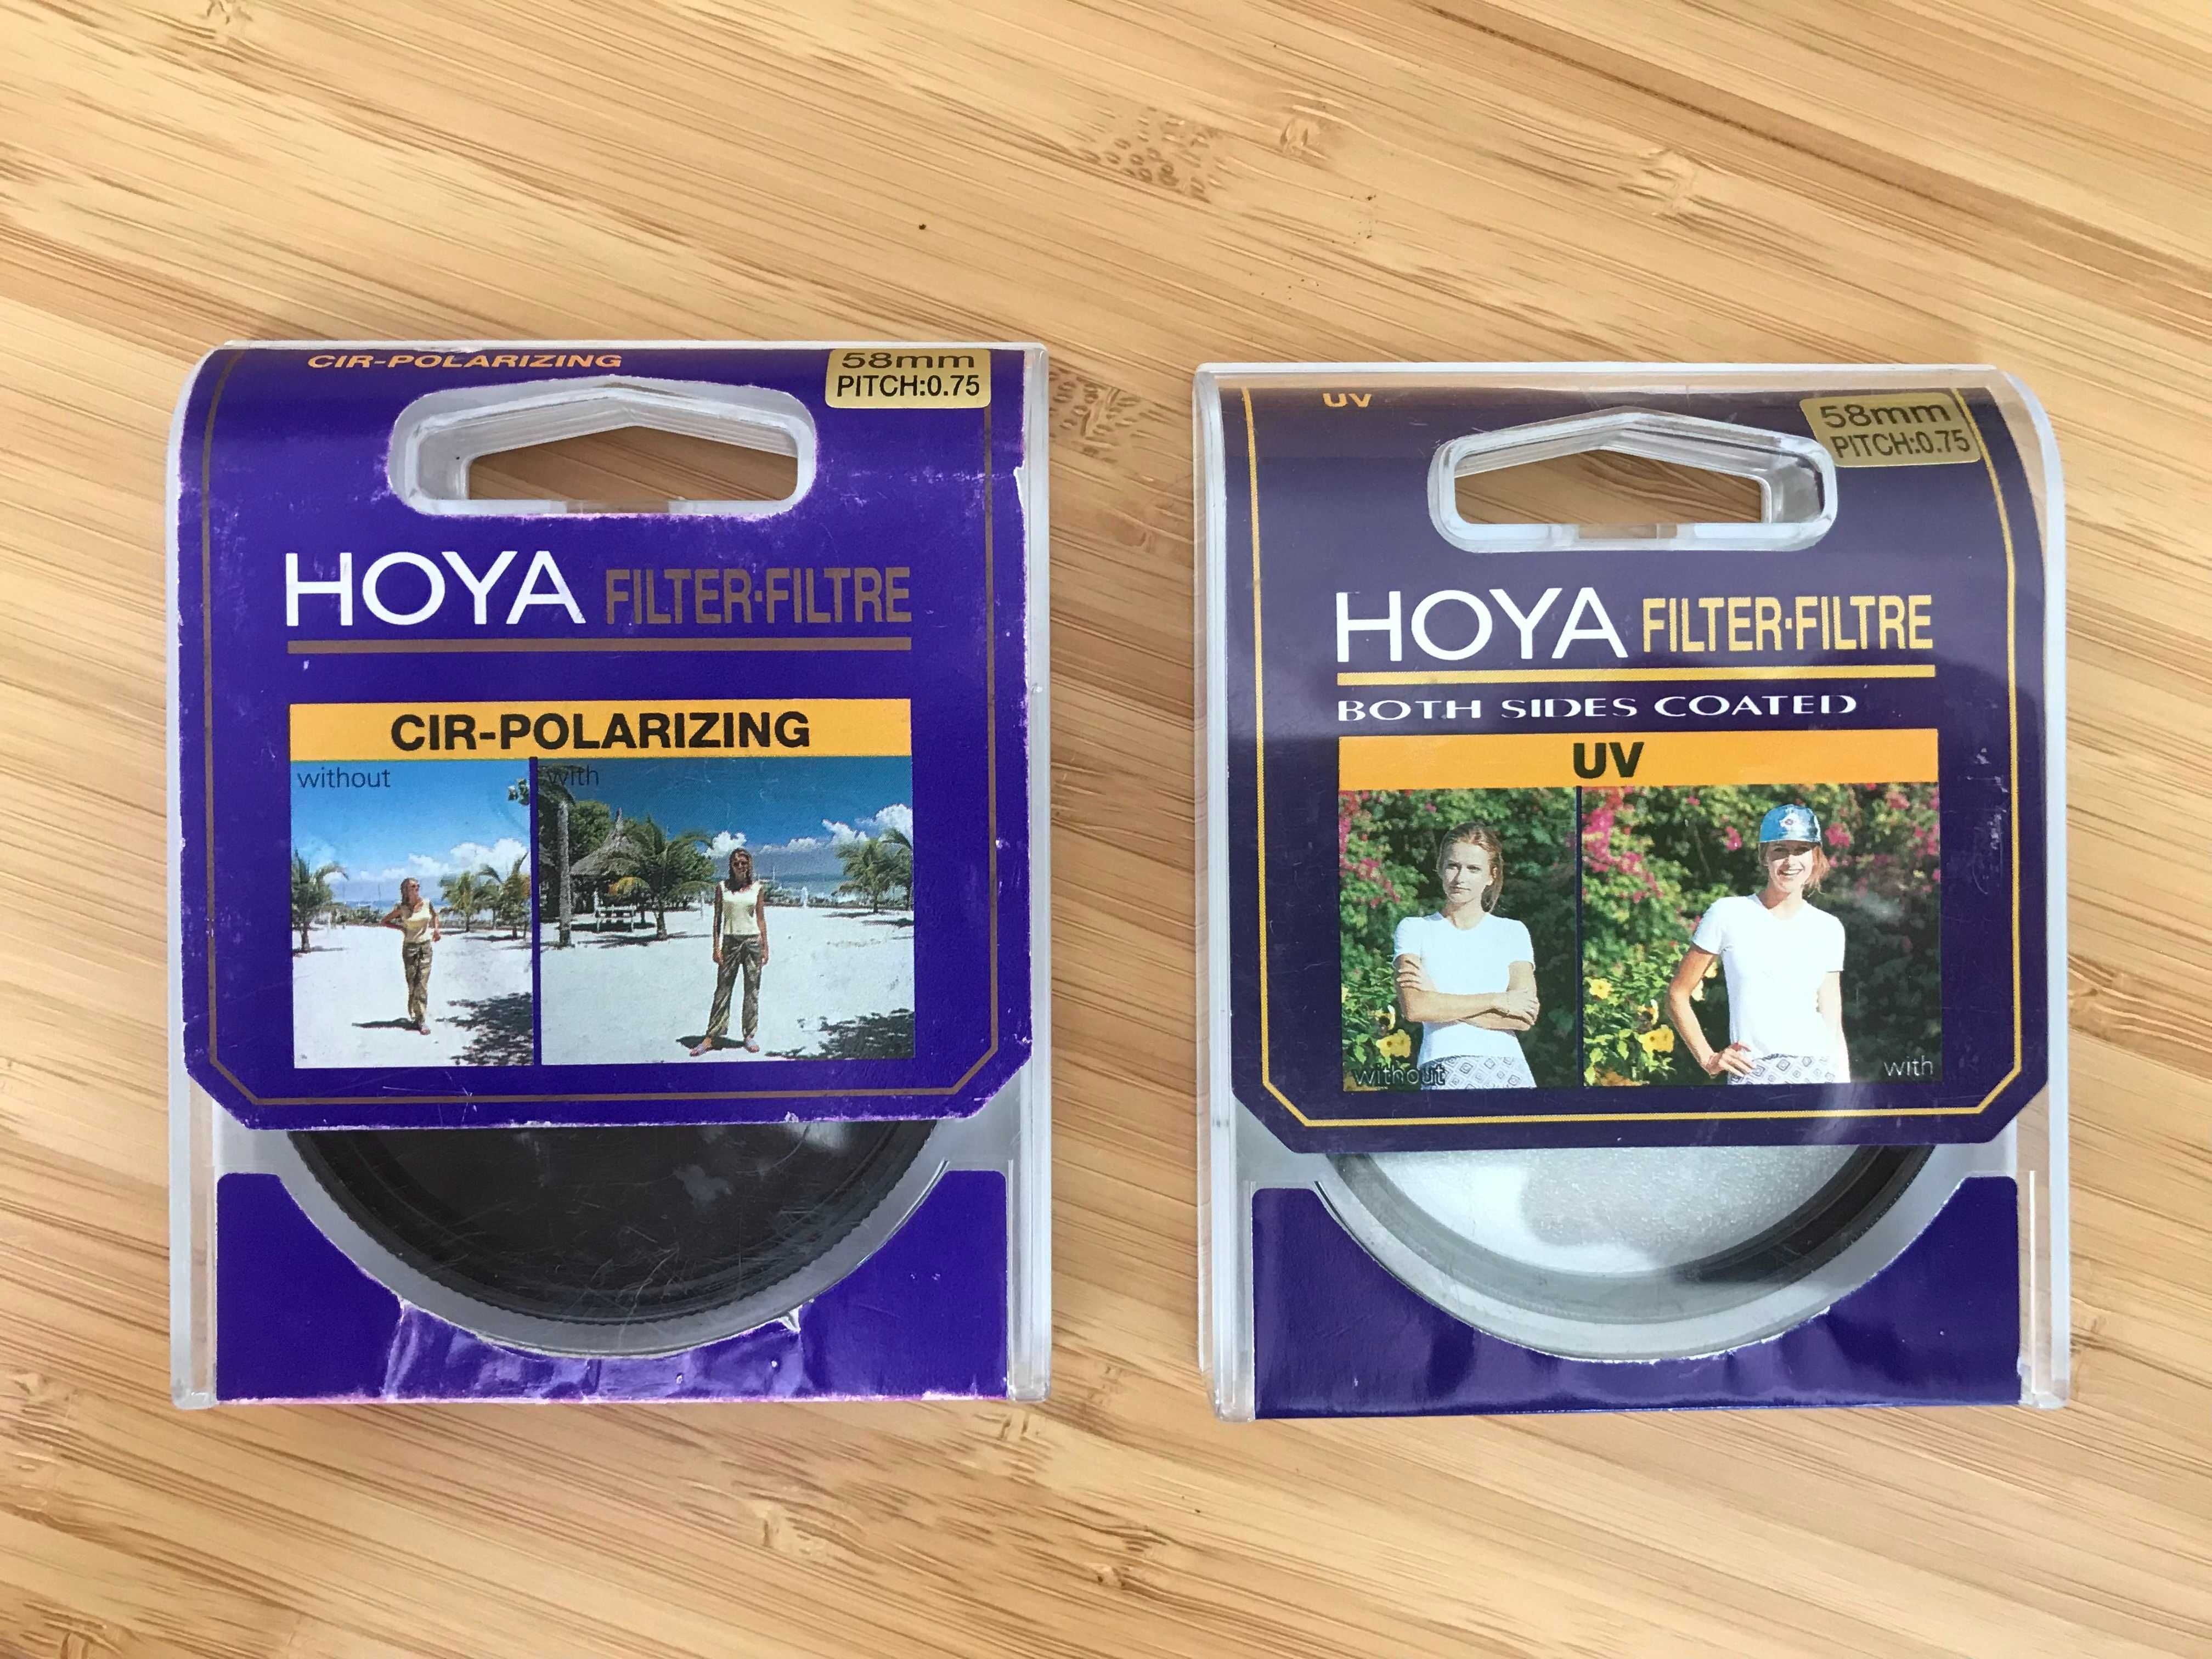 CIR-POLARIZING
58mm
PITCH:0.75
HOYA FILTER·FILTRE
CIR-POLARIZING
without
with
UV
58mm
PITCH:0.75
HOYA FILTER·FILTRE
BOTH SIDES COATED
UV
without
with